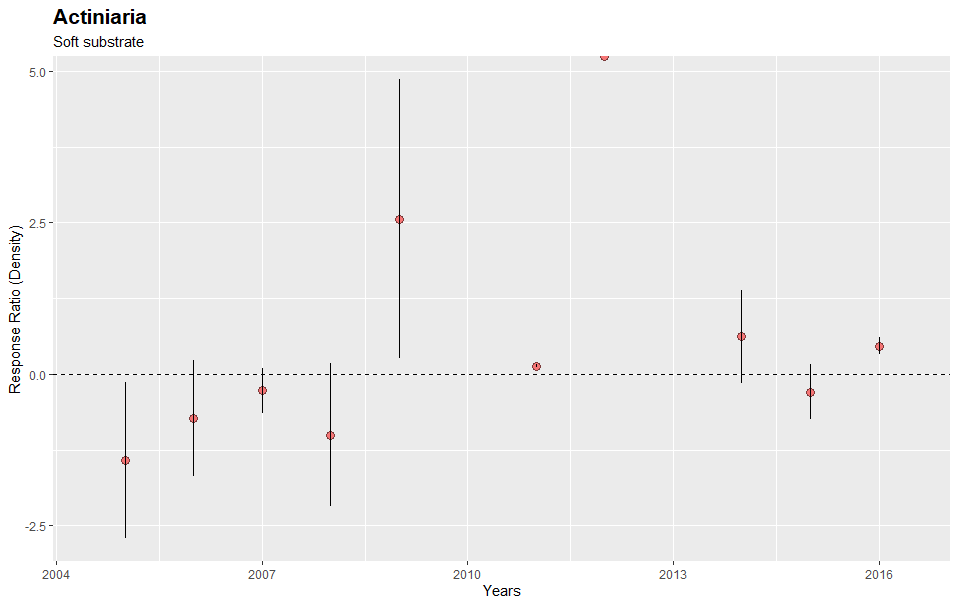 Actiniaria
Soft substrate
Response Ratio (Density)
5.0
2.5
0.0
-2.5
2004 2007 2010 2013 2016
Years